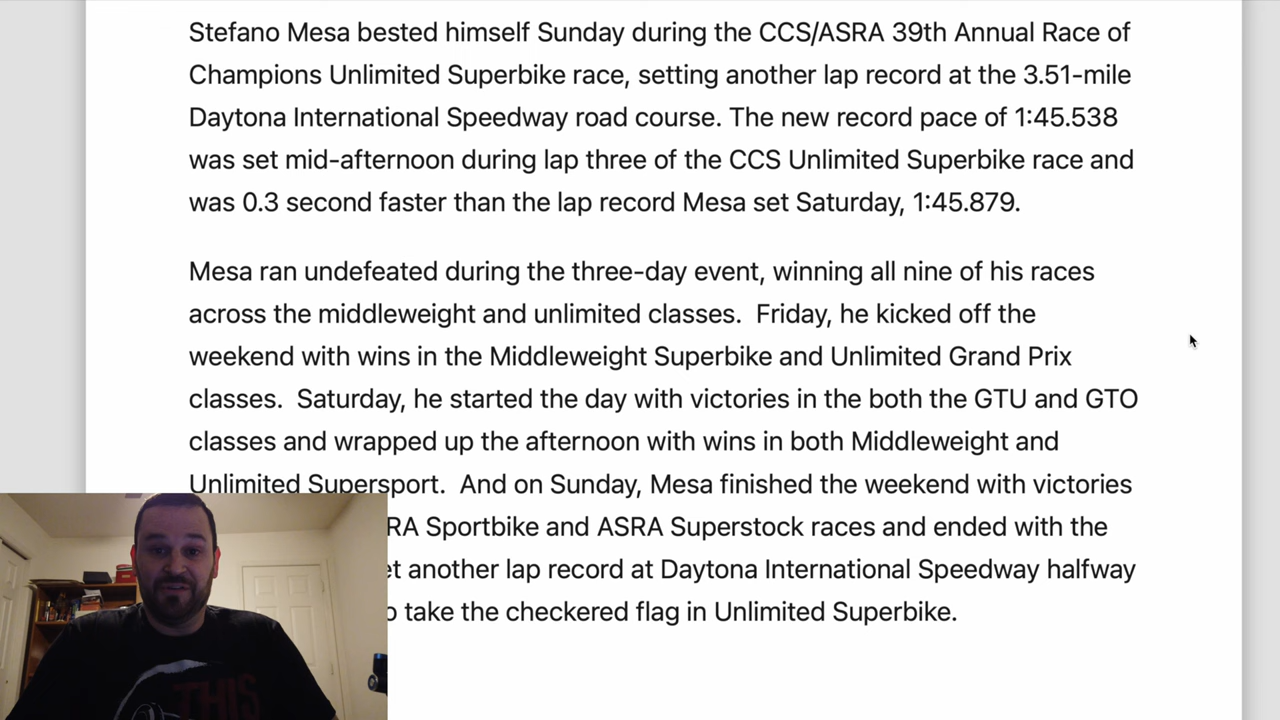 Stefano Mesa bested himself Sunday during the CCS/ASRA 39th Annual Race of
Champions Unlimited Superbike race, setting another lap record at the 3.51-mile
Daytona International Speedway road course. The new record pace of 1:45.538
was set mid-afternoon during lap three of the CCS Unlimited Superbike race and
was 0.3 second faster than the lap record Mesa set Saturday, 1:45.879.
Mesa ran undefeated during the three-day event, winning all nine of his races
across the middleweight and unlimited classes.  Friday, he kicked off the
weekend with wins in the Middleweight Superbike and Unlimited Grand Prix
classes.  Saturday, he started the day with victories in the both the GTU and GTO
classes and wrapped up the afternoon with wins in both Middleweight and
Unlimited Supersport.  And on Sunday, Mesa finished the weekend with victories
RA Sportbike and ASRA Superstock races and ended with the
et another lap record at Daytona International Speedway halfway
o take the checkered flag in Unlimited Superbike.
THIS